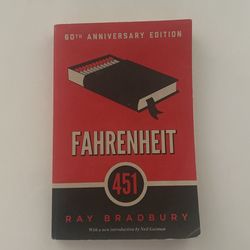 60TH ANNIVERSARY EDITION
FAHRENHEIT
451
RAY BRADBURY
With a new introduction by Neil Gaiman